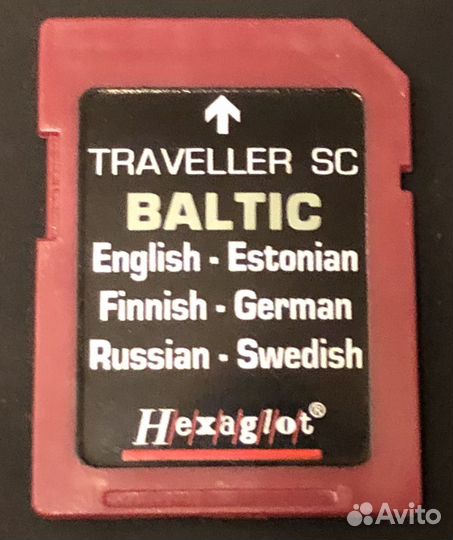 TRAVELLER SC
BALTIC
English - Estonian
Finnish - German
Russian - Swedish
Hexaglot®
Avito